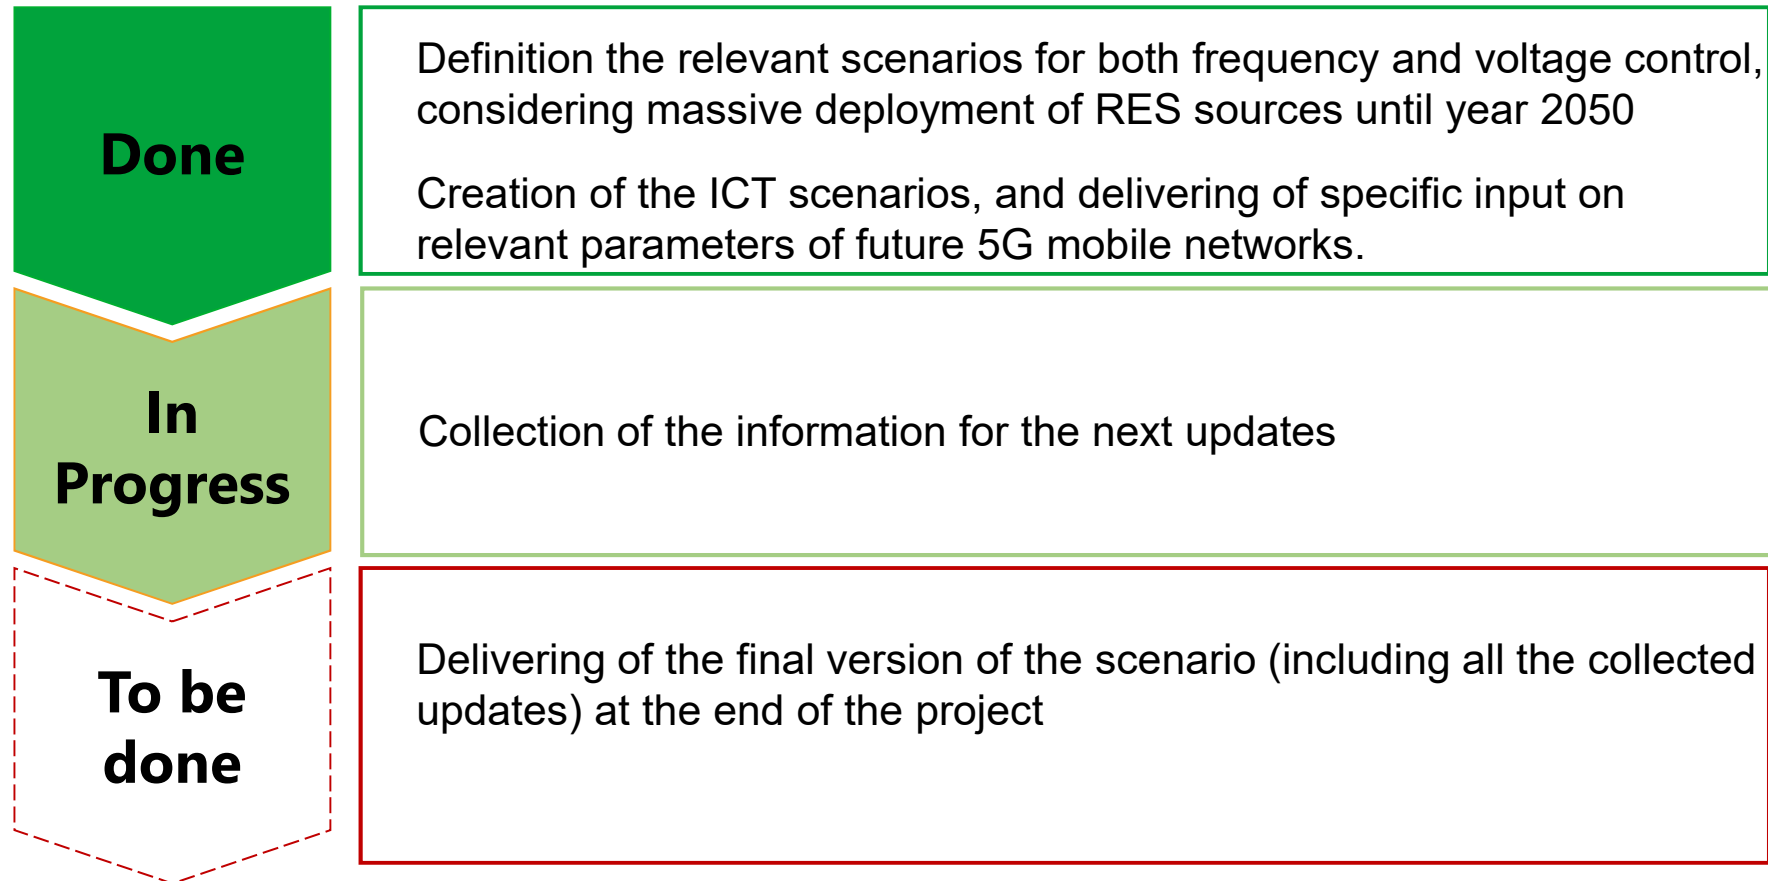 Done
Definition the relevant scenarios for both frequency and voltage control,
considering massive deployment of RES sources until year 2050
Creation of the ICT scenarios, and delivering of specific input on
relevant parameters of future 5G mobile networks.
In
Progress
Collection of the information for the next updates
To be
done
Delivering of the final version of the scenario (including all the collected
updates) at the end of the project